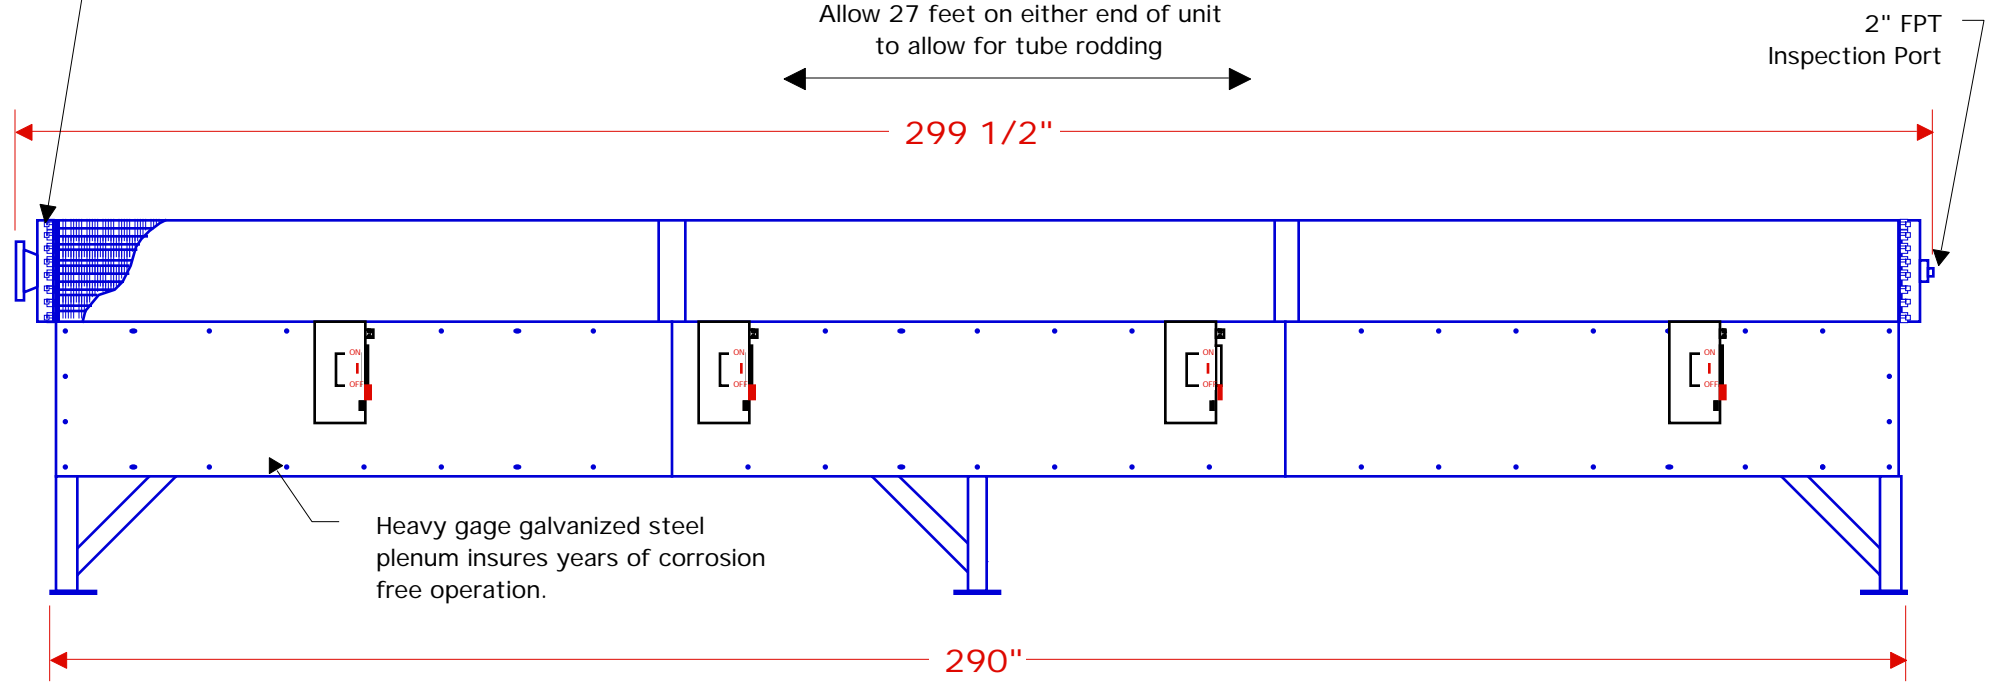 Allow 27 feet on either end of unit
to allow for tube rodding
2" FPT
Inspection Port
299 1/2"
ON
OFF
ON
OFF
ON
OFF
ON
OFF
Heavy gage galvanized steel
plenum insures years of corrosion
free operation.
290"